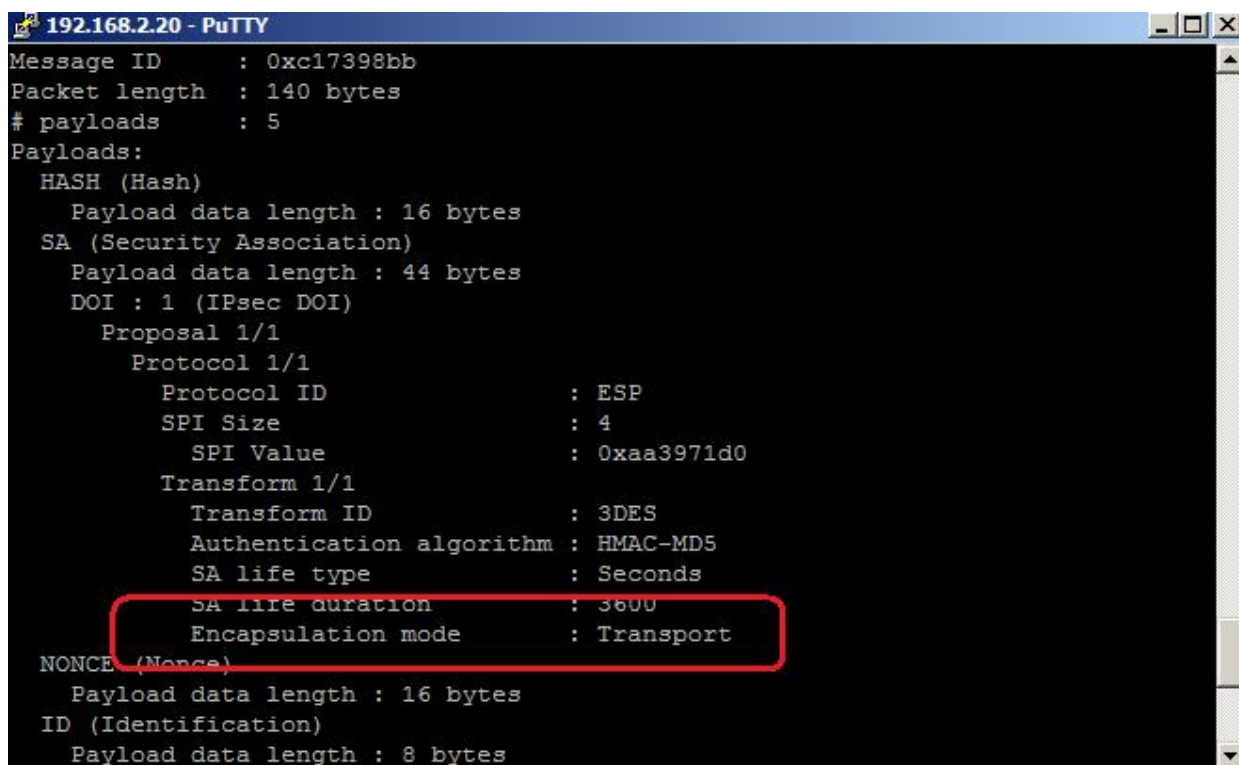 192.168.2.20 - PuTTY
Message ID     : 0xc17398bb
Packet length  : 140 bytes
# payloads     : 5
Payloads:
  HASH (Hash)
    Payload data length : 16 bytes
  SA (Security Association)
    Payload data length : 44 bytes
    DOI : 1 (IPsec DOI)
      Proposal 1/1
        Protocol 1/1
          Protocol ID                : ESP
          SPI Size                   : 4
            SPI Value                : 0xaa3971d0
          Transform 1/1
            Transform ID             : 3DES
            Authentication algorithm : HMAC-MD5
            SA life type             : Seconds
            SA life duration         : 3600
            Encapsulation mode       : Transport
  NONCE (Nonce)
    Payload data length : 16 bytes
  ID (Identification)
    Payload data length : 8 bytes